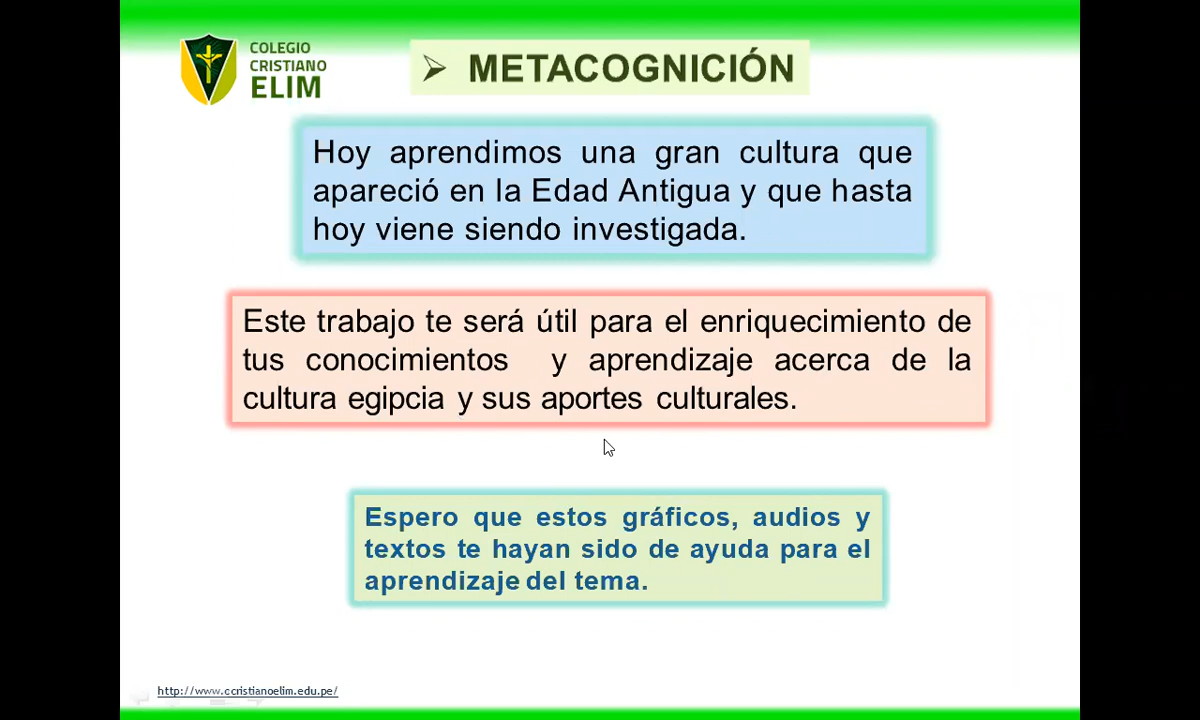 COLEGIO
CRISTIANO
ELIM
METACOGNICIÓN
Hoy aprendimos una gran cultura que
apareció en la Edad Antigua y que hasta
hoy viene siendo investigada.
Este trabajo te será útil para el enriquecimiento de
tus conocimientos y aprendizaje acerca de la
cultura egipcia y sus aportes culturales.
Espero que estos gráficos, audios y
textos te hayan sido de ayuda para el
aprendizaje del tema.
http://www.ccristianoelim.edu.pe/